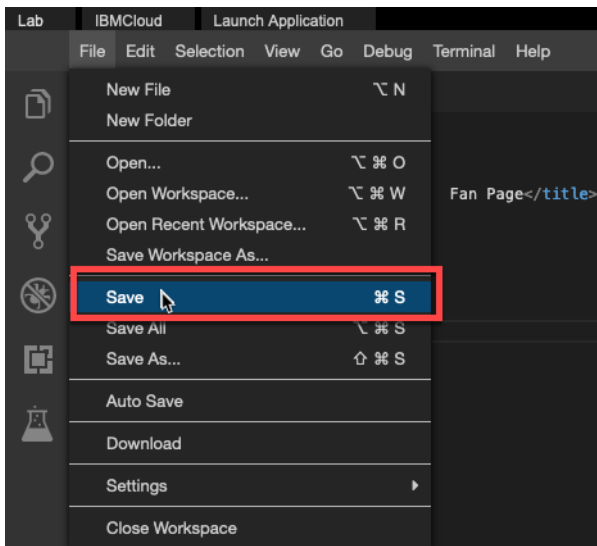 Lab IBMCloud Launch Application
File Edit Selection View Go Debug Terminal Help
New File ⌥ N
New Folder
Open... ⌥ ⌘ O
Open Workspace... ⌥ ⌘ W
Fan Page</title>
Open Recent Workspace... ⌥ ⌘ R
Save Workspace As...
Save ⌘ S
Save All ⌥ ⌘ S
Save As... ⇧ ⌘ S
Auto Save
Download
Settings
Close Workspace